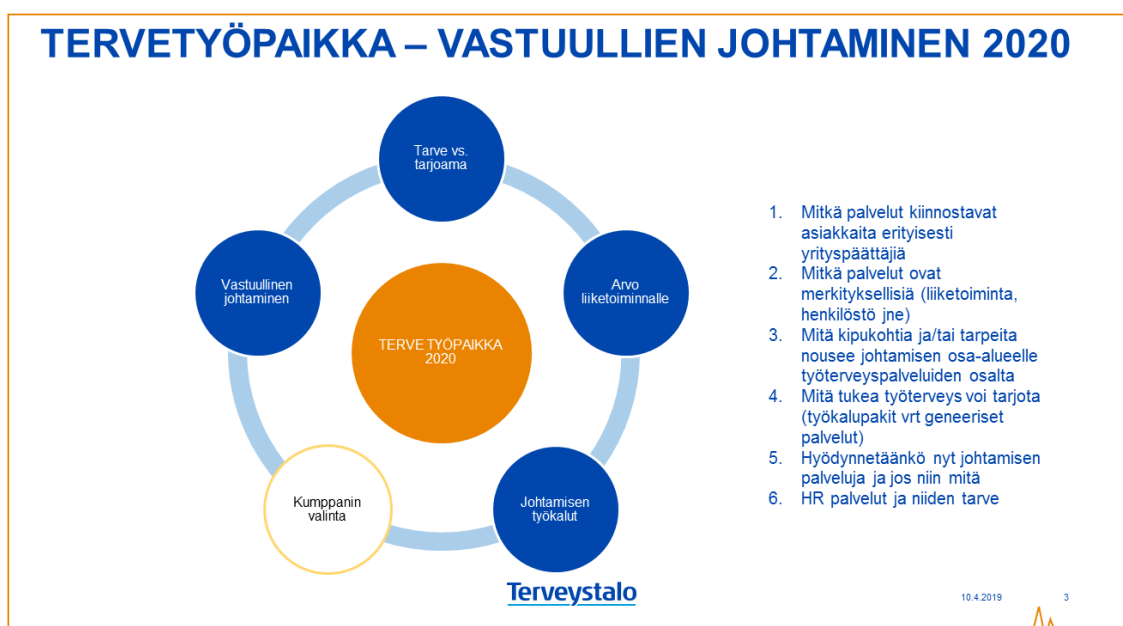 TERVETYÖPAIKKA – VASTUULLIEN JOHTAMINEN 2020
Tarve vs.
tarjoama
Vastuullinen
johtaminen
Arvo
liiketoiminnalle
TERVE TYÖPAIKKA
2020
Kumppanin
valinta
Johtamisen
työkalut
1. Mitkä palvelut kiinnostavat
asiakkaita erityisesti
yrityspäättäjiä
2. Mitkä palvelut ovat
merkityksellisiä (liiketoiminta,
henkilöstö jne)
3. Mitä kipukohtia ja/tai tarpeita
nousee johtamisen osa-alueelle
työterveyspalveluiden osalta
4. Mitä tukea työterveys voi tarjota
(työkalupakit vrt geneeriset
palvelut)
5. Hyödynnetäänkö nyt johtamisen
palveluja ja jos niin mitä
6. HR palvelut ja niiden tarve
Terveystalo
10.4.2019
3